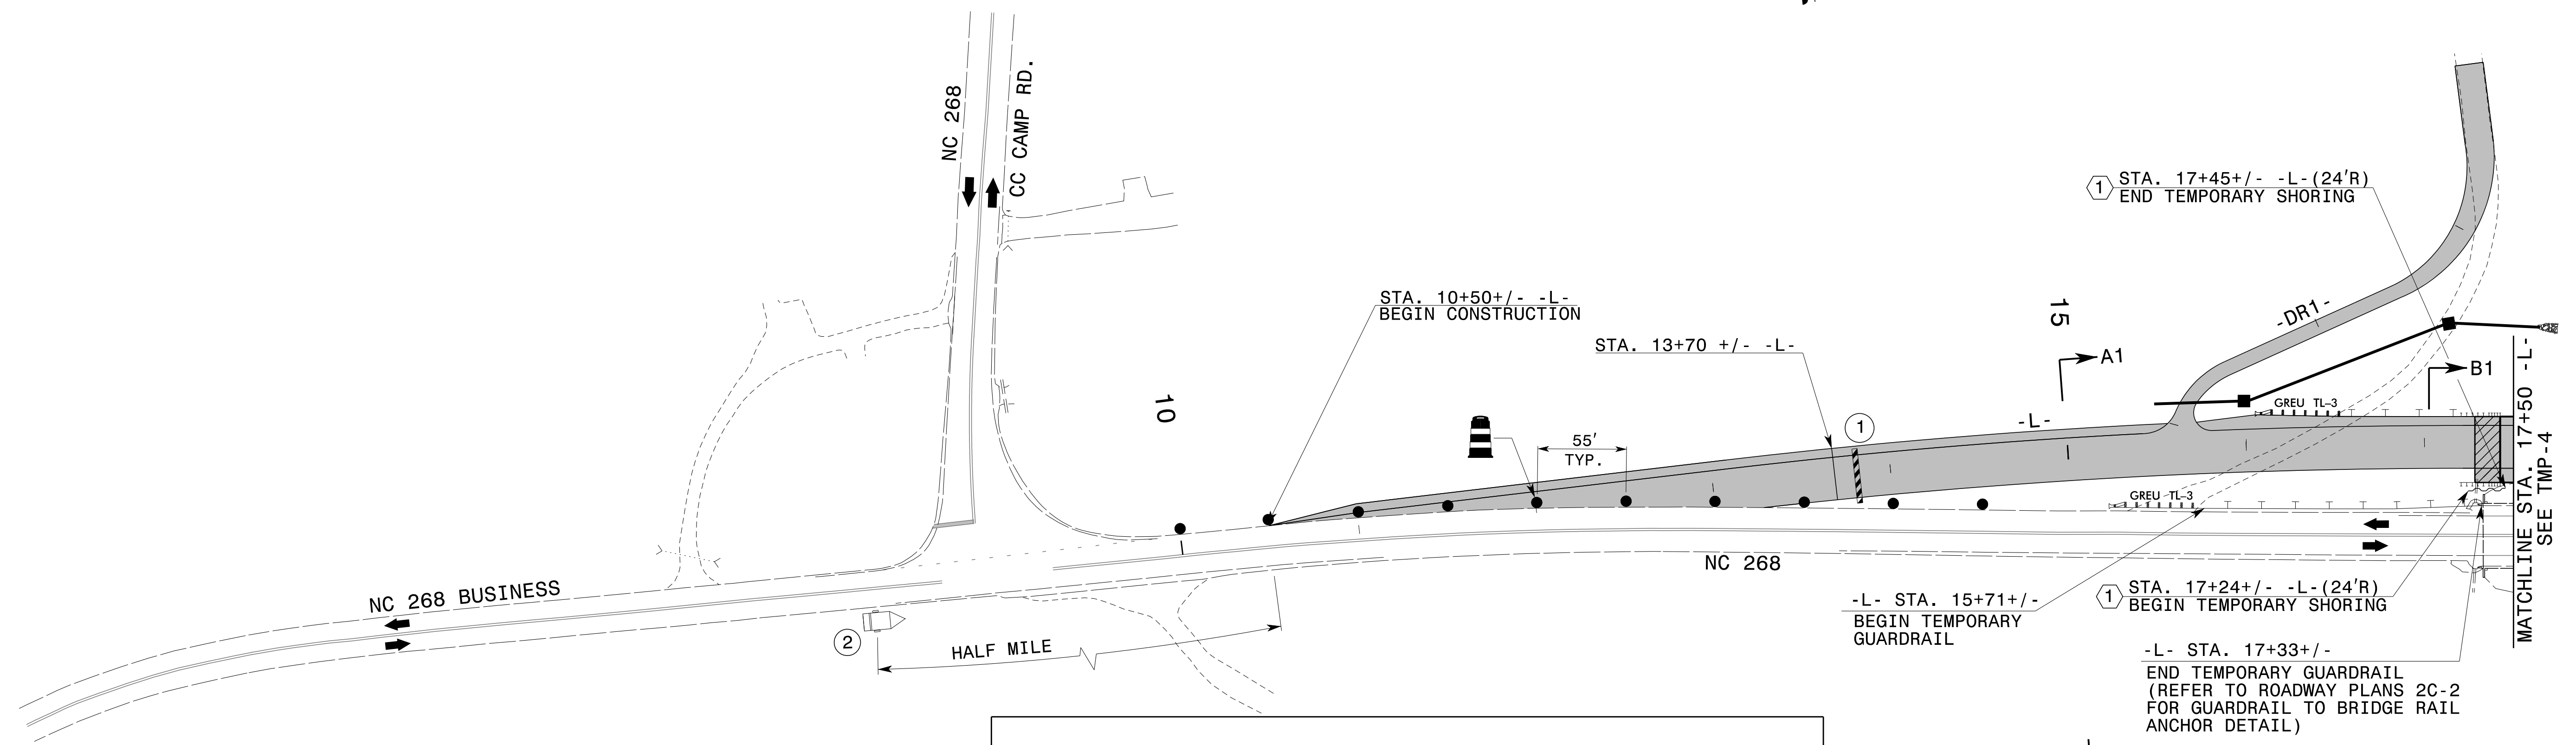 NC 268
CC CAMP RD.
10
STA. 10+50+/- -L-
BEGIN CONSTRUCTION
STA. 13+70 +/- -L-
55'
TYP.
1
15
A1
-L-
-DR1-
1
STA. 17+45+/- -L-(24'R)
END TEMPORARY SHORING
B1
GREU TL-3
GREU TL-3
MATCHLINE STA. 17+50 -L-
SEE TMP-4
NC 268
NC 268 BUSINESS
2
HALF MILE
-L- STA. 15+71+/-
BEGIN TEMPORARY
GUARDRAIL
1
STA. 17+24+/- -L-(24'R)
BEGIN TEMPORARY SHORING
-L- STA. 17+33+/-
END TEMPORARY GUARDRAIL
(REFER TO ROADWAY PLANS 2C-2
FOR GUARDRAIL TO BRIDGE RAIL
ANCHOR DETAIL)